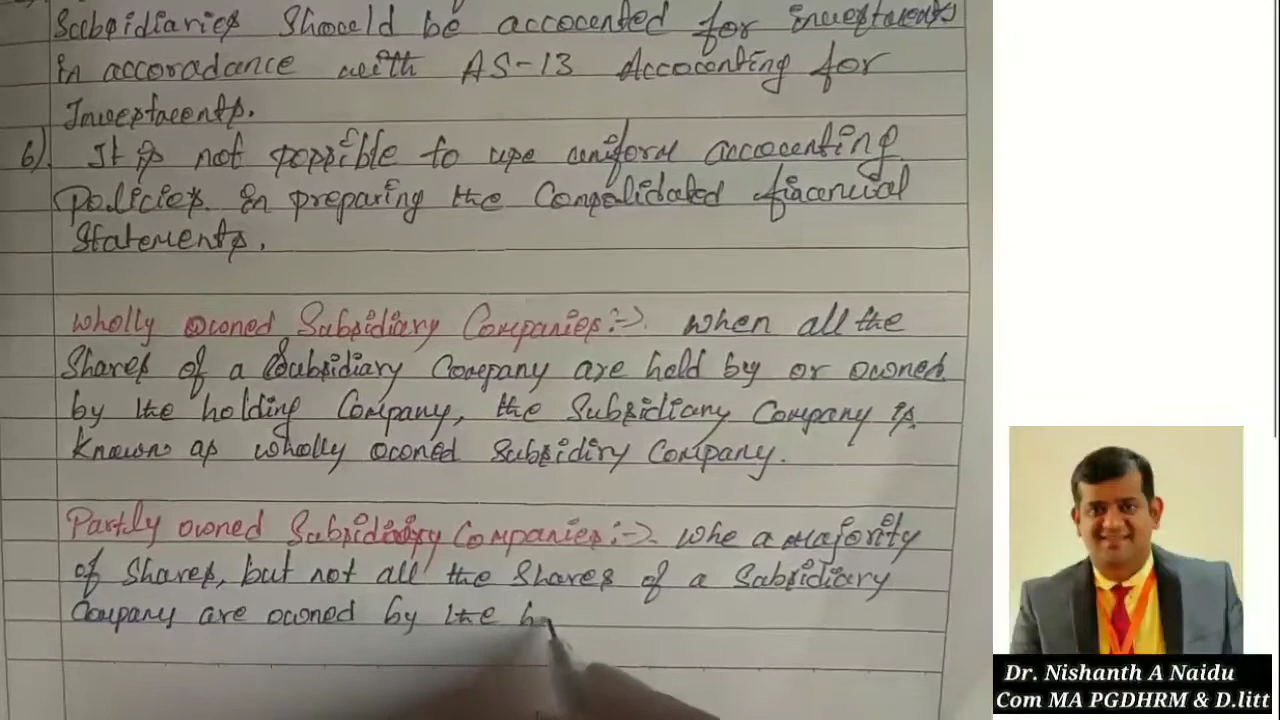 Subsidiaries Should be accounted for investments
in accoradance with AS-13 Accounting for
Investments.
6) It is not possible to use uniform accounting
Policies in preparing the Consolidated financial
Statements.
Wholly owned Subsidiary Companies:-> When all the
Shares of a Subsidiary Company are held by or owned
by the holding Company, the Subsidiary Company is
known as wholly owned Subsidiry Company.
Partly owned Subsidiary Companies:-> Whe a majority
of Shares, but not all the Shares of a Subsidiary
Company are owned by the h
Dr. Nishanth A Naidu
Com MA PGDHRM & D.litt